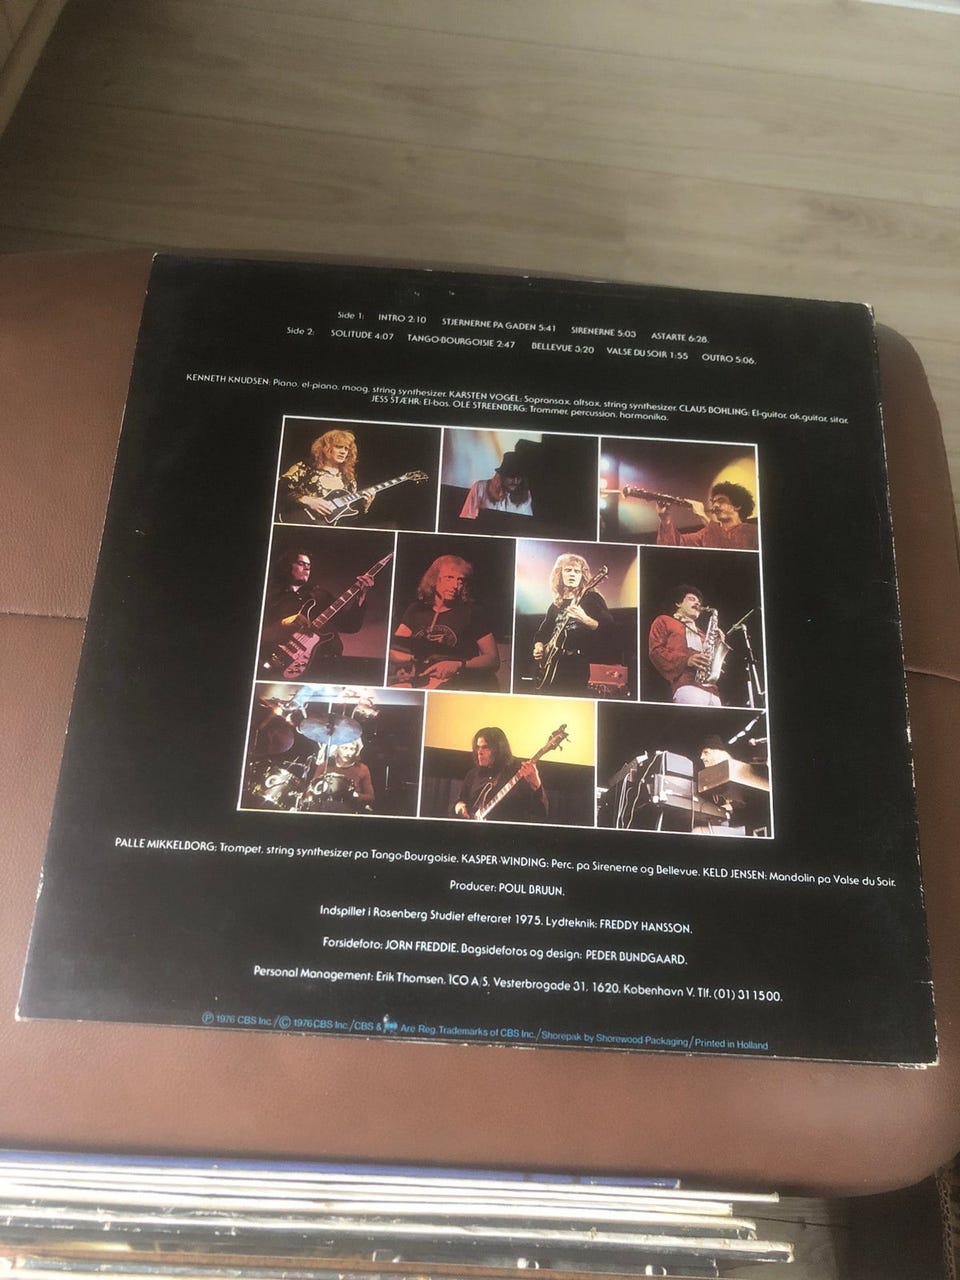 Side 1: INTRO 2:10 STJERNERNE PA GADEN 5:41 SIRENERNE 5:03 ASTARTE 6:28.
Side 2: SOLITUDE 4:07 TANGO-BOURGOISIE 2:47 BELLEVUE 3:20 VALSE DU SOIR 1:55 OUTRO 5:06.
KENNETH KNUDSEN: Piano, el-piano, moog, string synthesizer. KARSTEN VOGEL: Sopransax, altsax, string synthesizer. CLAUS BØHLING: El-guitar, ak.guitar, sitar.
JESS STÆHR: El-bas. OLE STREENBERG: Trommer, percussion, harmonika.
PALLE MIKKELBORG: Trompet, string synthesizer pa Tango-Bourgoisie. KASPER WINDING: Perc. pa Sirenerne og Bellevue. KELD JENSEN: Mandolin pa Valse du Soir.
Producer: POUL BRUUN.
Indspillet i Rosenberg Studiet efteraret 1975. Lydteknik: FREDDY HANSSON.
Forsidefoto: JØRN FREDDIE. Bagsidefotos og design: PEDER BUNDGAARD.
Personal Management: Erik Thomsen, ICO A/S, Vesterbrogade 31, 1620, København V. Tlf. (01) 31 15 00.
℗ 1976 CBS Inc./© 1976 CBS Inc./CBS & Are Reg. Trademarks of CBS Inc./Shorepak by Shorewood Packaging/Printed in Holland